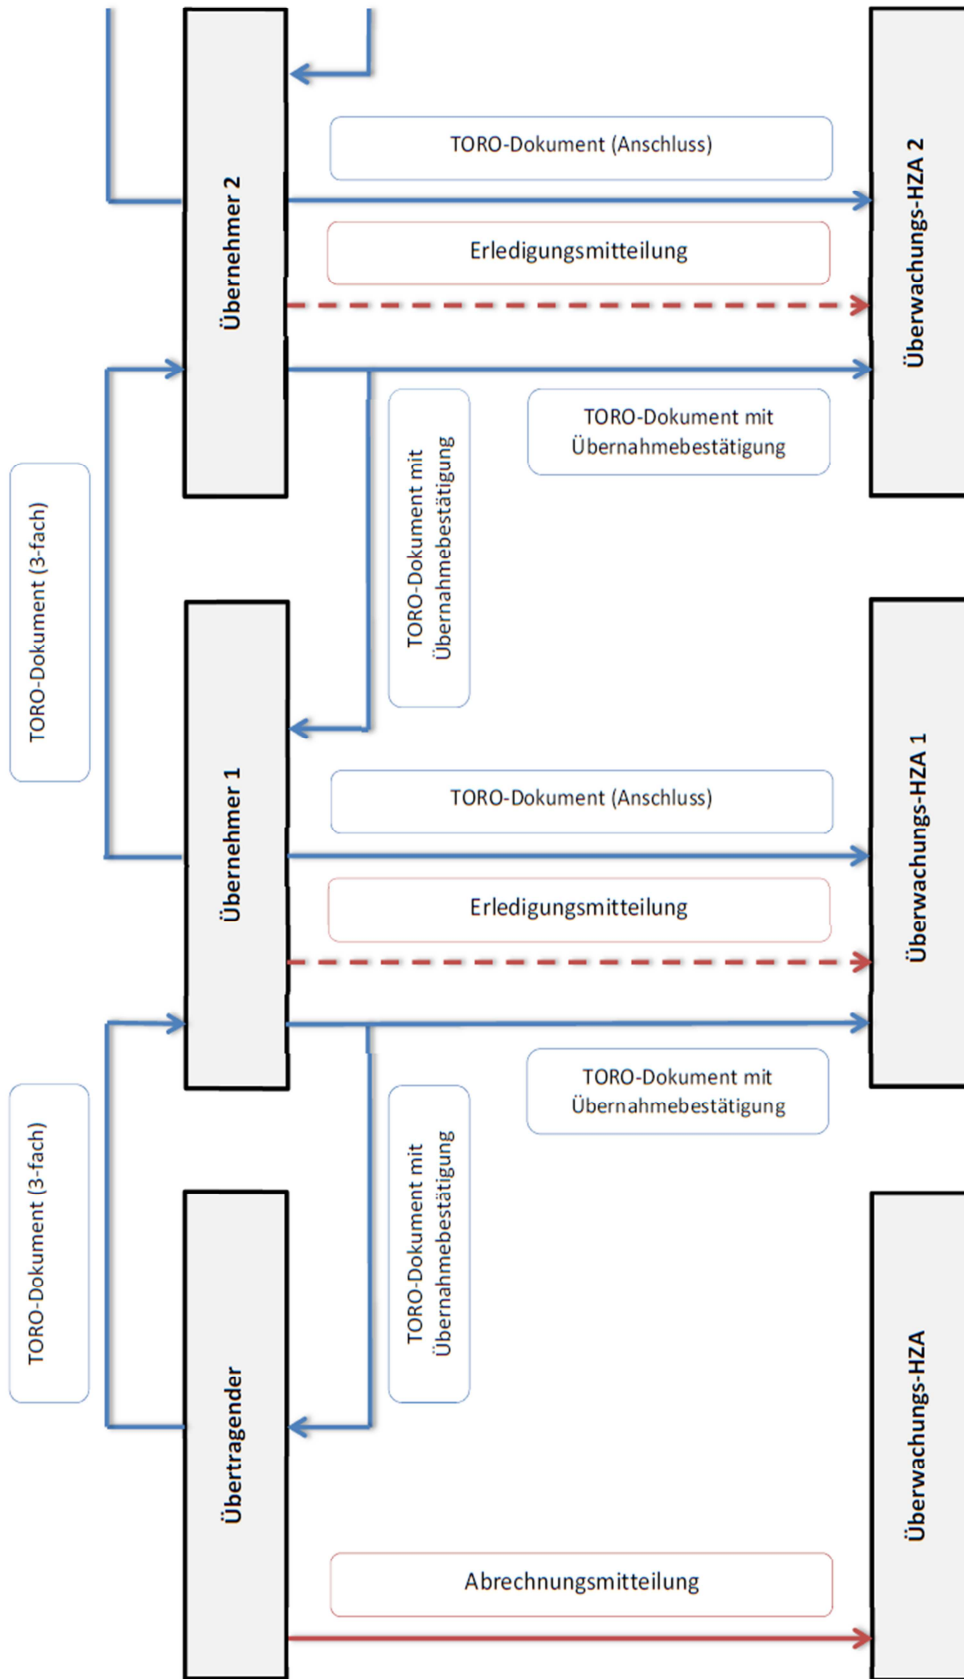 TORO-Dokument (Anschluss)
Erledigungsmitteilung
TORO-Dokument mit
Übernahmebestätigung
Übernehmer 2
Überwachungs-HZA 2
TORO-Dokument (3-fach)
TORO-Dokument mit
Übernahmebestätigung
Übernehmer 1
TORO-Dokument (Anschluss)
Erledigungsmitteilung
TORO-Dokument mit
Übernahmebestätigung
Überwachungs-HZA 1
TORO-Dokument (3-fach)
TORO-Dokument mit
Übernahmebestätigung
Übertragender
Abrechnungsmitteilung
Überwachungs-HZA